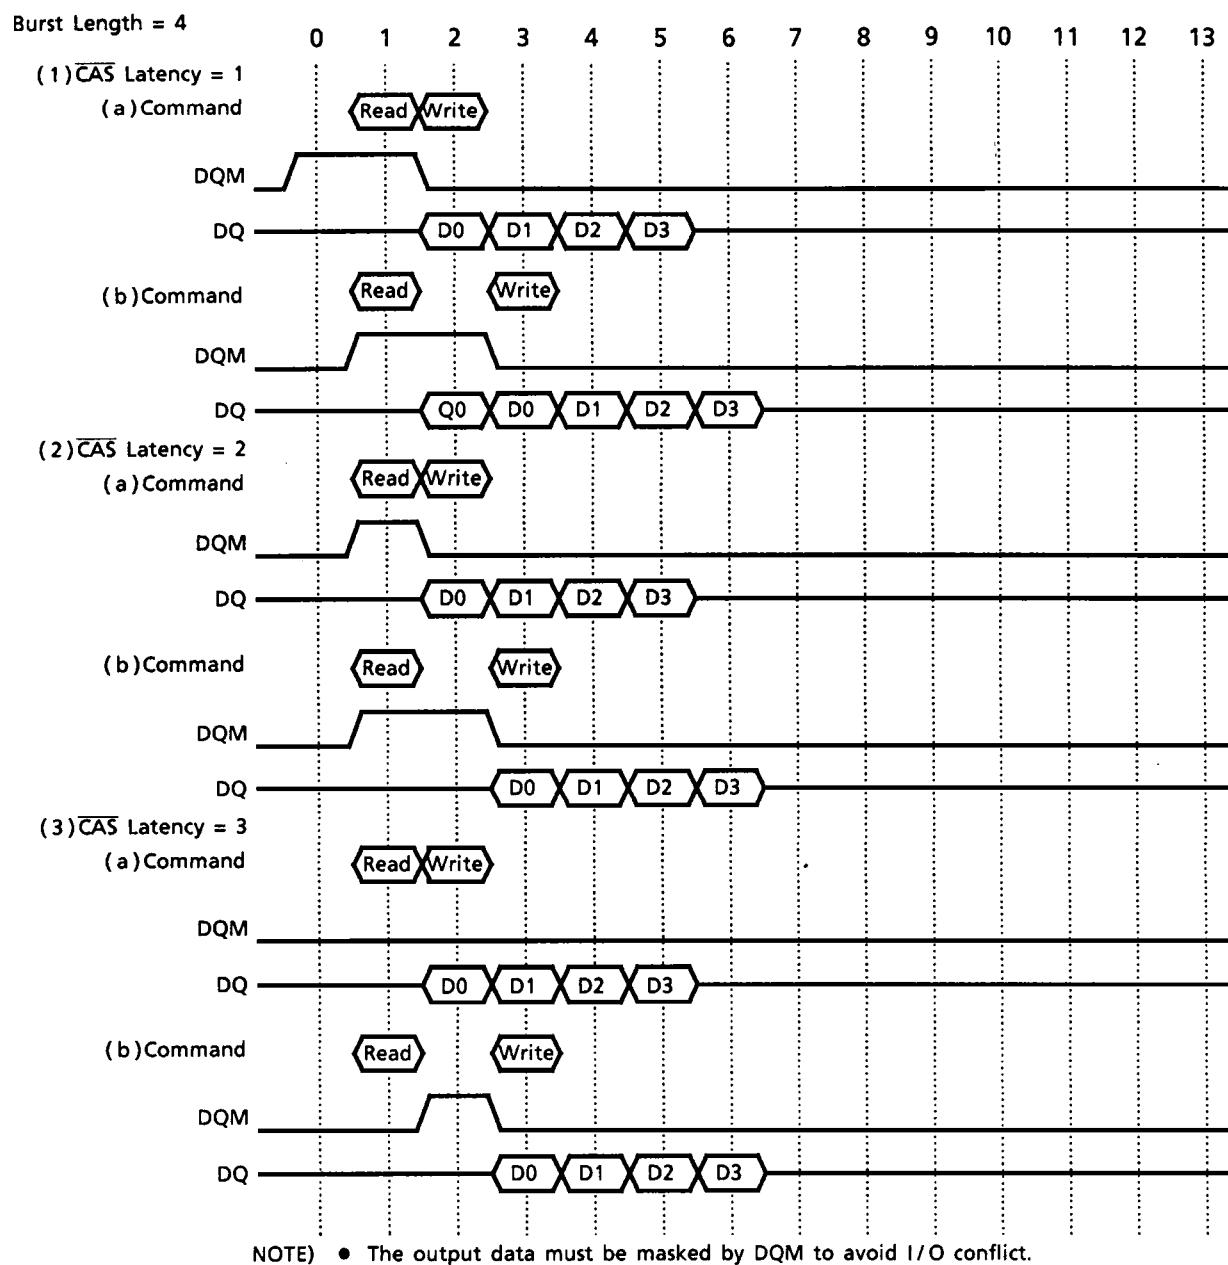 Burst Length = 4
0 1 2 3 4 5 6 7 8 9 10 11 12 13
(1) CAS Latency = 1
(a) Command Read Write
DQM
DQ D0 D1 D2 D3
(b) Command Read Write
DQM
DQ Q0 D0 D1 D2 D3
(2) CAS Latency = 2
(a) Command Read Write
DQM
DQ D0 D1 D2 D3
(b) Command Read Write
DQM
DQ D0 D1 D2 D3
(3) CAS Latency = 3
(a) Command Read Write
DQM
DQ D0 D1 D2 D3
(b) Command Read Write
DQM
DQ D0 D1 D2 D3
NOTE) ● The output data must be masked by DQM to avoid I/O conflict.